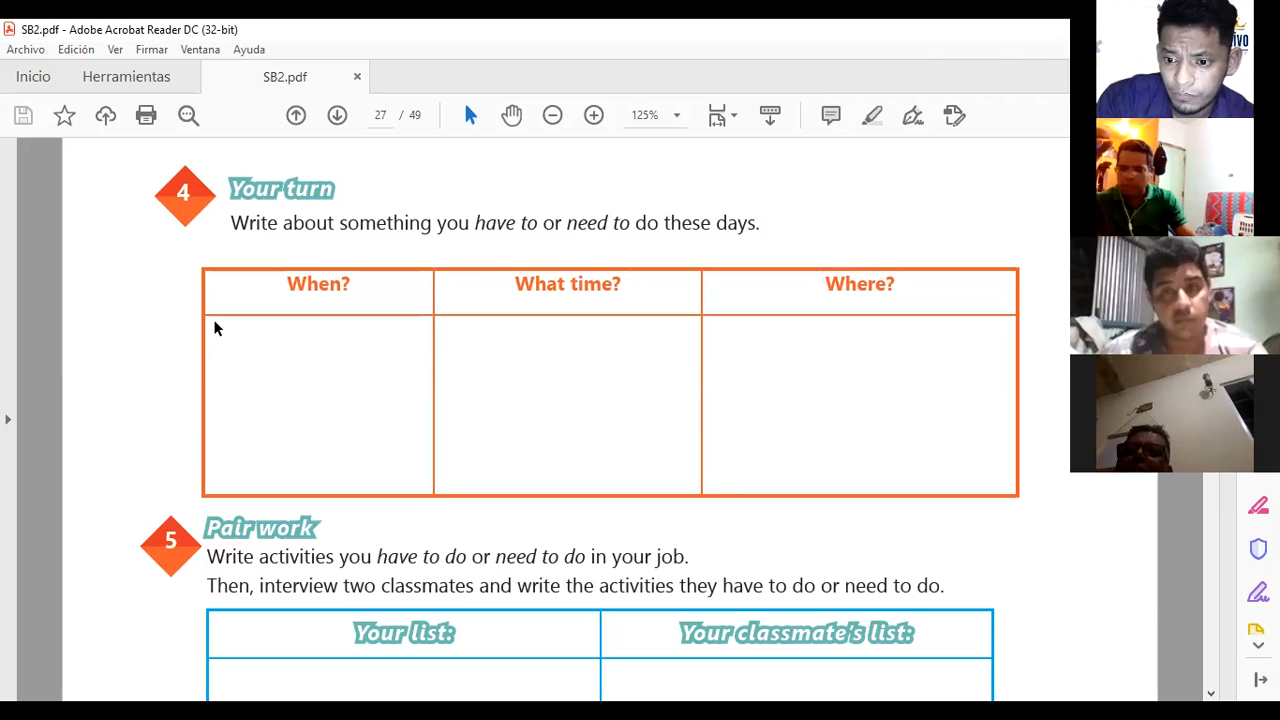 SB2.pdf - Adobe Acrobat Reader DC (32-bit)
Archivo Edición Ver Firmar Ventana Ayuda
Inicio Herramientas SB2.pdf ×
27 / 49 125%
4 Your turn
Write about something you have to or need to do these days.
When? What time? Where?
5 Pair work
Write activities you have to do or need to do in your job.
Then, interview two classmates and write the activities they have to do or need to do.
Your list: Your classmate's list: